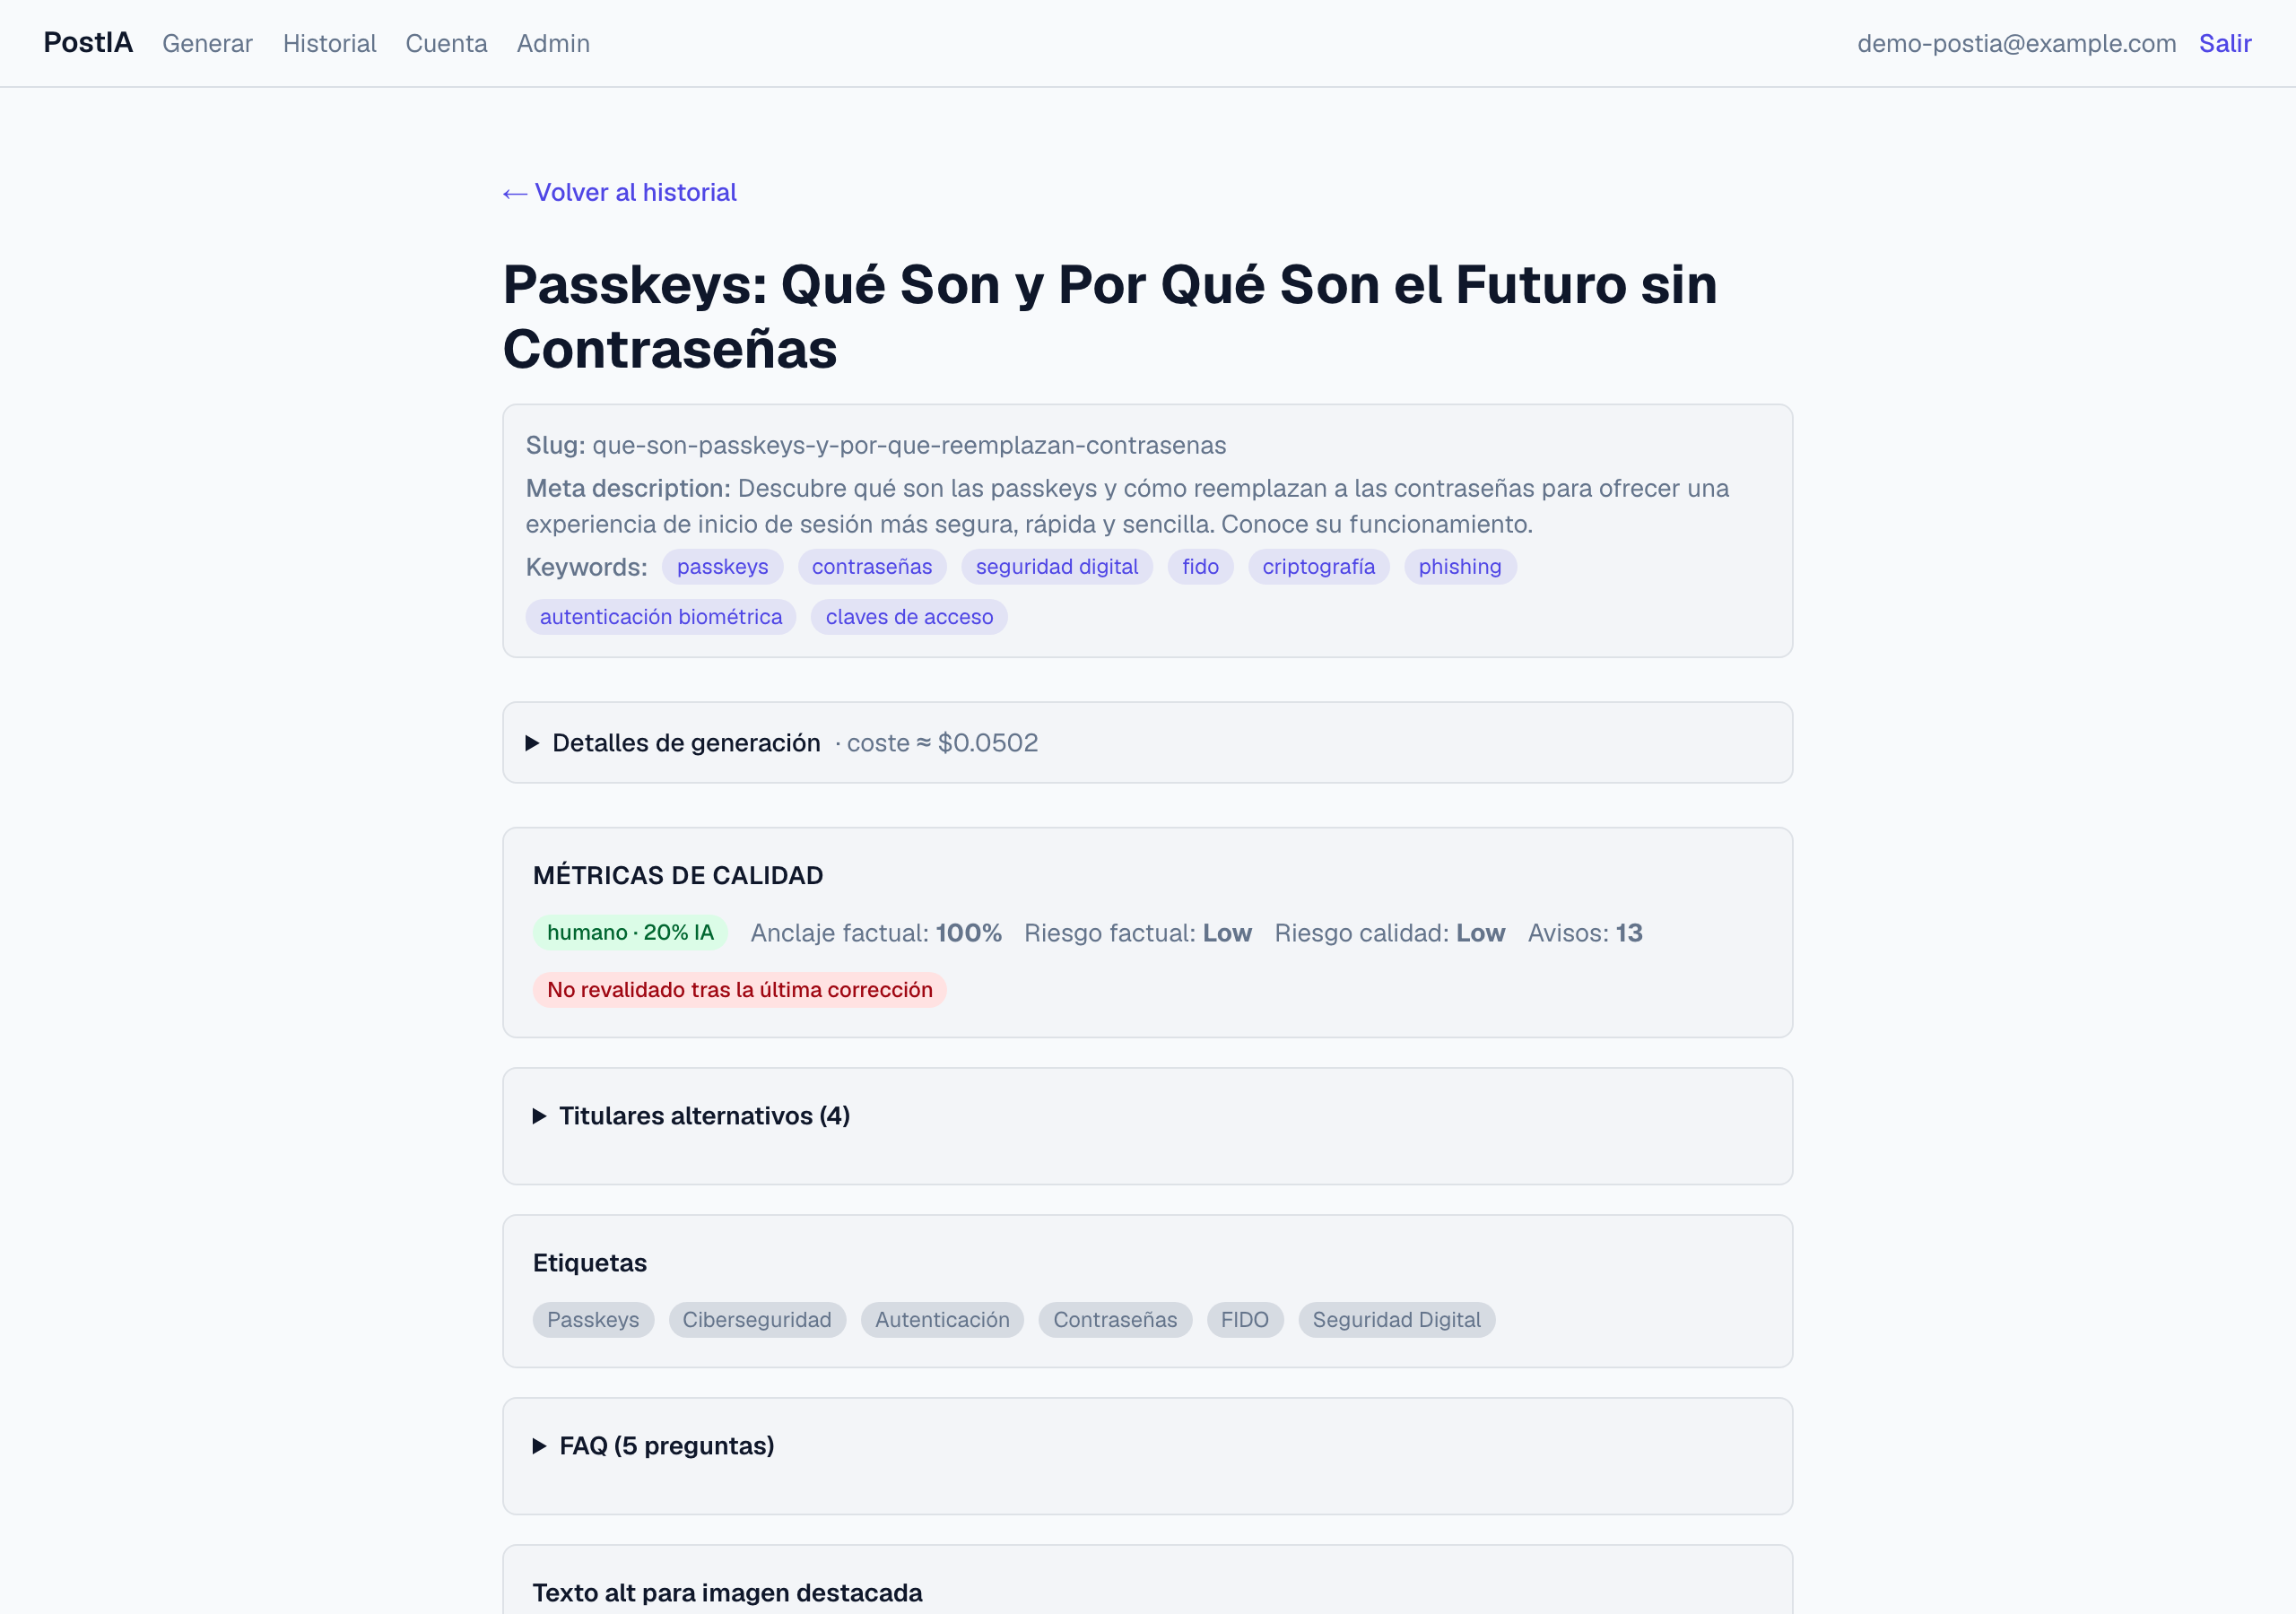 PostIA Generar Historial Cuenta Admin demo-postia@example.com Salir
← Volver al historial
Passkeys: Qué Son y Por Qué Son el Futuro sin
Contraseñas
Slug: que-son-passkeys-y-por-que-reemplazan-contrasenas
Meta description: Descubre qué son las passkeys y cómo reemplazan a las contraseñas para ofrecer una
experiencia de inicio de sesión más segura, rápida y sencilla. Conoce su funcionamiento.
Keywords: passkeys contraseñas seguridad digital fido criptografía phishing
autenticación biométrica claves de acceso
▶ Detalles de generación · coste ≈ $0.0502
MÉTRICAS DE CALIDAD
humano · 20% IA Anclaje factual: 100% Riesgo factual: Low Riesgo calidad: Low Avisos: 13
No revalidado tras la última corrección
▶ Titulares alternativos (4)
Etiquetas
Passkeys Ciberseguridad Autenticación Contraseñas FIDO Seguridad Digital
▶ FAQ (5 preguntas)
Texto alt para imagen destacada